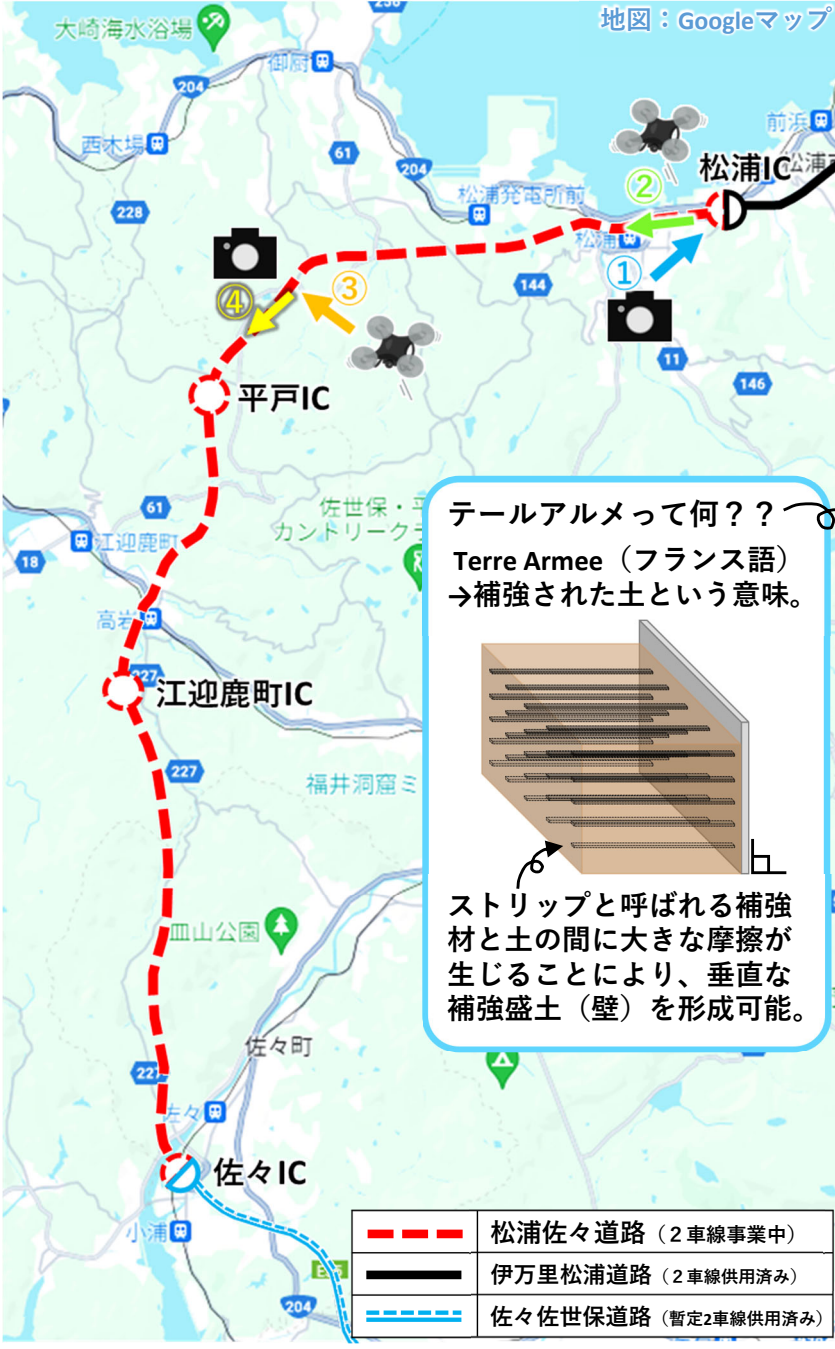 地図：Googleマップ
大崎海水浴場
御厨
204
西木場
61
204
228
前浜
松浦IC
松浦発電所前
②
松浦
①
④
③
144
11
146
平戸IC
61
江迎鹿町
18
高岩
227
江迎鹿町IC
227
佐世保・平
カントリークラ
福井洞窟ミ
テールアルメって何？？
Terre Armee（フランス語）
→補強された土という意味。
ストリップと呼ばれる補強
材と土の間に大きな摩擦が
生じることにより、垂直な
補強盛土（壁）を形成可能。
皿山公園
佐々町
227
佐々
佐々IC
小浦
204
松浦佐々道路（２車線事業中）
伊万里松浦道路（２車線供用済み）
佐々佐世保道路（暫定2車線供用済み）